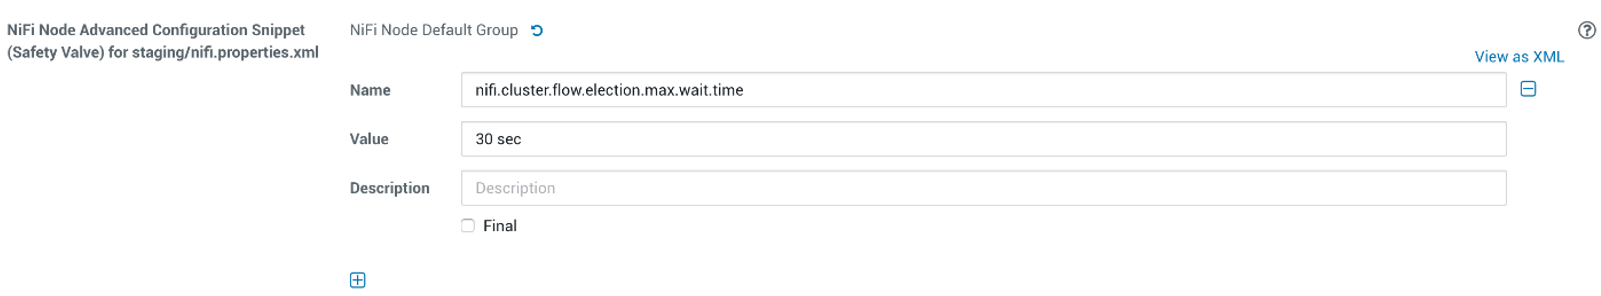 NiFi Node Advanced Configuration Snippet
(Safety Valve) for staging/nifi.properties.xml
NiFi Node Default Group
View as XML
Name
nifi.cluster.flow.election.max.wait.time
Value
30 sec
Description
Description
Final